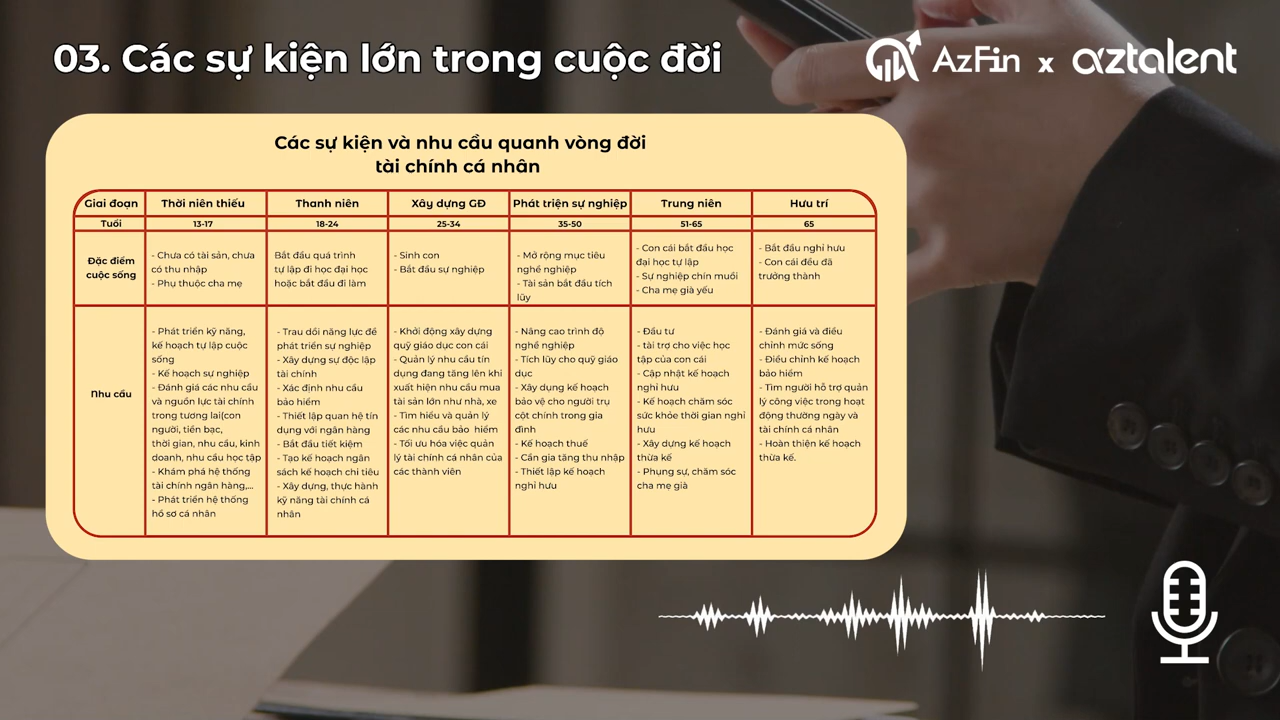 03. Các sự kiện lớn trong cuộc đời
AzFin x aztalent
Các sự kiện và nhu cầu quanh vòng đời
tài chính cá nhân
Giai đoạn
Thời niên thiếu
Thanh niên
Xây dựng GĐ
Phát triện sự nghiệp
Trung niên
Hưu trí
Tuổi
13-17
18-24
25-34
35-50
51-65
65
Đặc điểm
cuộc sống
- Chưa có tài sản, chưa
có thu nhập
- Phụ thuộc cha mẹ
Bắt đầu quá trình
tự lập đi học đại học
hoặc bắt đầu đi làm
- Sinh con
- Bắt đầu sự nghiệp
- Mở rộng mục tiêu
nghề nghiệp
- Tài sản bắt đầu tích
lũy
- Con cái bắt đầu học
đại học tự lập
- Sự nghiệp chín muồi
- Cha mẹ già yếu
- Bắt đầu nghỉ hưu
- Con cái đều đã
trưởng thành
Nhu cầu
- Phát triển kỹ năng,
kế hoạch tự lập cuộc
sống
- Kế hoạch sự nghiệp
- Đánh giá các nhu cầu
và nguồn lực tài chính
trong tương lai(con
người, tiền bạc,
thời gian, nhu cầu, kinh
doanh, nhu cầu học tập
- Khám phá hệ thống
tài chính ngân hàng,...
- Phát triển hệ thống
hồ sơ cá nhân
- Trau dồi năng lực để
phát triển sự nghiệp
- Xây dựng sự độc lập
tài chính
- Xác định nhu cầu
bảo hiểm
- Thiết lập quan hệ tín
dụng với ngân hàng
- Bắt đầu tiết kiệm
- Tạo kế hoạch ngân
sách kế hoạch chi tiêu
- Xây dựng, thực hành
kỹ năng tài chính cá
nhân
- Khởi động xây dựng
quỹ giáo dục con cái
- Quản lý nhu cầu tín
dụng đang tăng lên khi
xuất hiện nhu cầu mua
tài sản lớn như nhà, xe
- Tìm hiểu và quản lý
các nhu cầu bảo hiểm
- Tối ưu hóa việc quản
lý tài chính cá nhân của
các thành viên
- Nâng cao trình độ
nghề nghiệp
- Tích lũy cho quỹ giáo
dục
- Xây dựng kế hoạch
bảo vệ cho người trụ
cột chính trong gia
đình
- Kế hoạch thuế
- Cần gia tăng thu nhập
- Thiết lập kế hoạch
nghỉ hưu
- Đầu tư
- tài trợ cho việc học
tập của con cái
- Cập nhật kế hoạch
nghỉ hưu
- Kế hoạch chăm sóc
sức khỏe thời gian nghỉ
hưu
- Xây dựng kế hoạch
thừa kế
- Phụng sự, chăm sóc
cha mẹ già
- Đánh giá và điều
chỉnh mức sống
- Điều chỉnh kế hoạch
bảo hiểm
- Tìm người hỗ trợ quản
lý công việc trong hoạt
động thường ngày và
tài chính cá nhân
- Hoàn thiện kế hoạch
thừa kế.